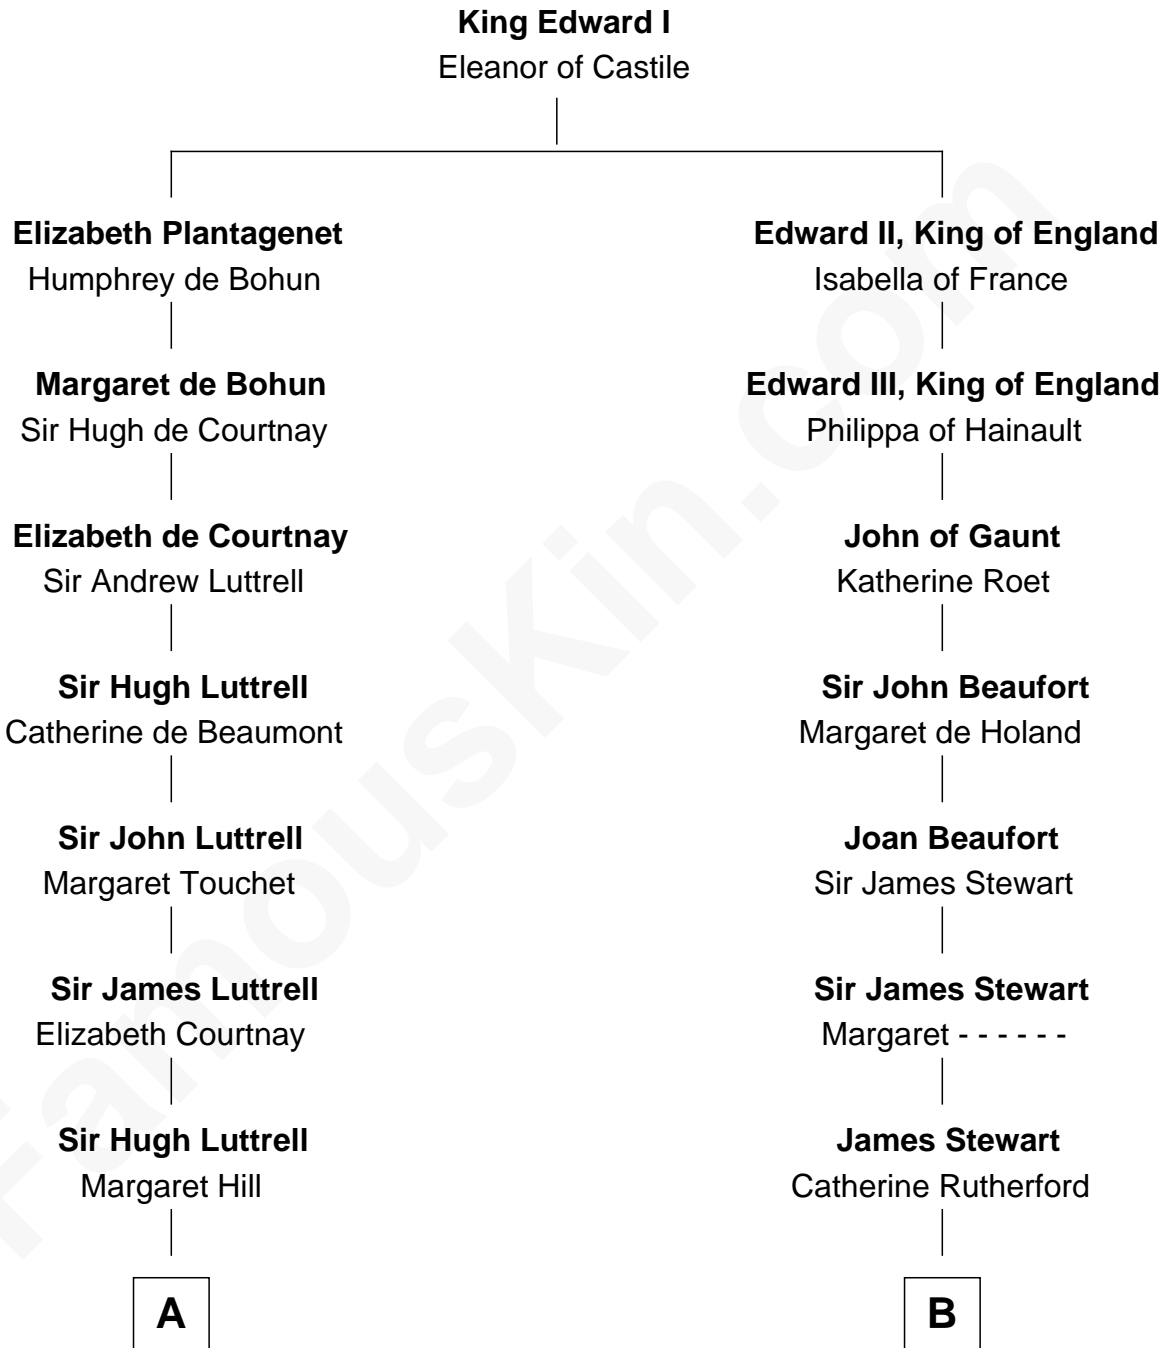 King Edward I
Eleanor of Castile
Elizabeth Plantagenet
Humphrey de Bohun
Edward II, King of England
Isabella of France
Margaret de Bohun
Sir Hugh de Courtnay
Edward III, King of England
Philippa of Hainault
Elizabeth de Courtnay
Sir Andrew Luttrell
John of Gaunt
Katherine Roet
Sir Hugh Luttrell
Catherine de Beaumont
Sir John Beaufort
Margaret de Holand
Sir John Luttrell
Margaret Touchet
Joan Beaufort
Sir James Stewart
Sir James Luttrell
Elizabeth Courtnay
Sir James Stewart
Margaret - - - - - -
Sir Hugh Luttrell
Margaret Hill
James Stewart
Catherine Rutherford
A
B
FamousKin.com